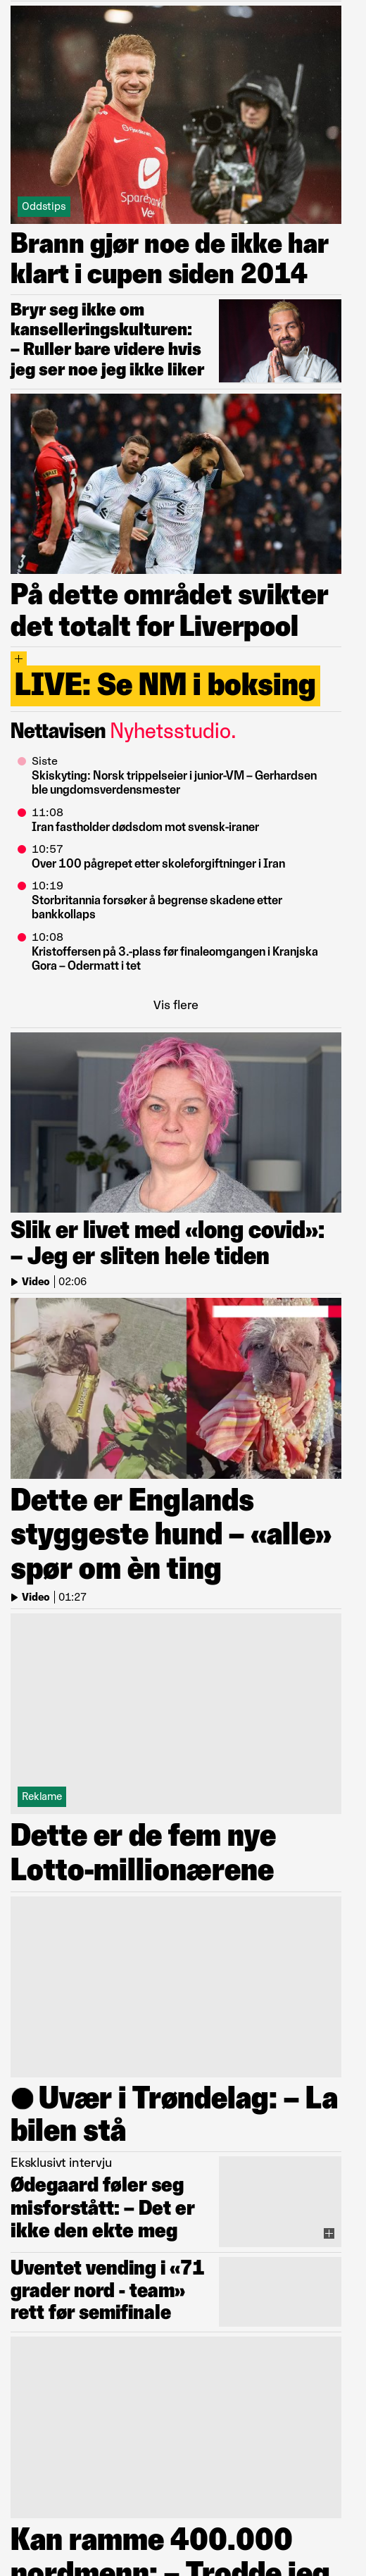 Sparebanken
Ve
Oddstips
Brann gjør noe de ikke har
klart i cupen siden 2014
Bryr seg ikke om
kanselleringskulturen:
– Ruller bare videre hvis
jeg ser noe jeg ikke liker
På dette området svikter
det totalt for Liverpool
+
LIVE: Se NM i boksing
Nettavisen Nyhetsstudio.
Siste
Skiskyting: Norsk trippelseier i junior-VM – Gerhardsen
ble ungdomsverdensmester
11:08
Iran fastholder dødsdom mot svensk-iraner
10:57
Over 100 pågrepet etter skoleforgiftninger i Iran
10:19
Storbritannia forsøker å begrense skadene etter
bankkollaps
10:08
Kristoffersen på 3.-plass før finaleomgangen i Kranjska
Gora – Odermatt i tet
Vis flere
Slik er livet med «long covid»:
– Jeg er sliten hele tiden
Video | 02:06
Dette er Englands
styggeste hund – «alle»
spør om èn ting
Video | 01:27
Reklame
Dette er de fem nye
Lotto-millionærene
● Uvær i Trøndelag: – La
bilen stå
Eksklusivt intervju
Ødegaard føler seg
misforstått: – Det er
ikke den ekte meg
Uventet vending i «71
grader nord - team»
rett før semifinale
Kan ramme 400.000
nordmenn: – Trodde jeg